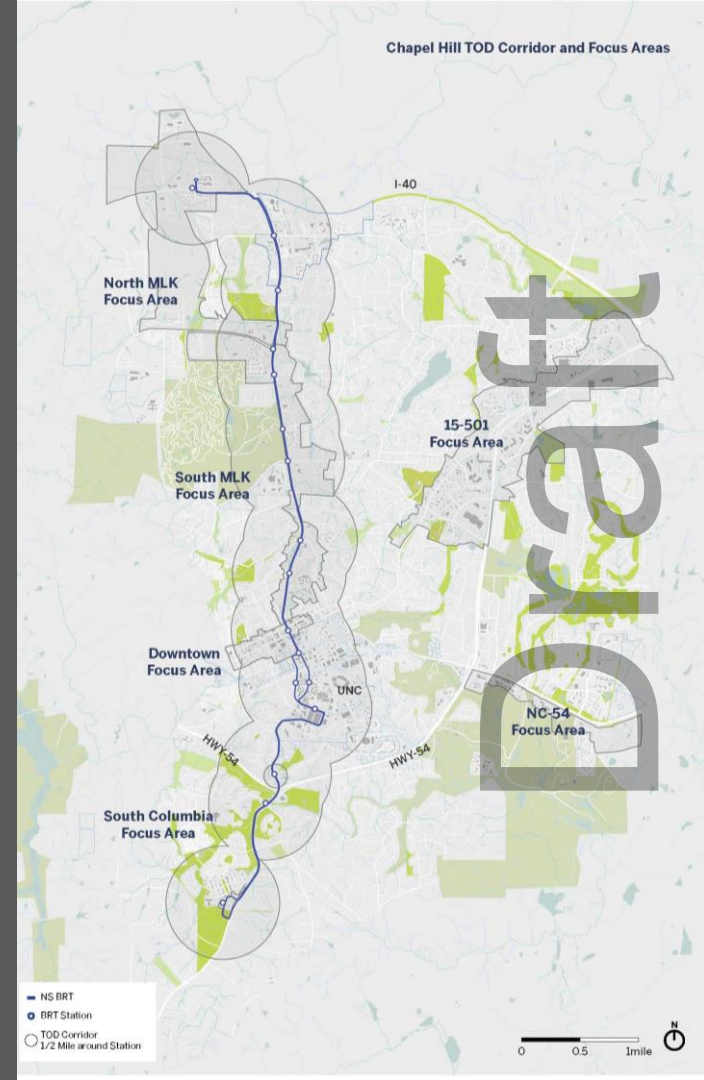 Chapel Hill TOD Corridor and Focus Areas
I-40
North MLK
Focus Area
15-501
Focus Area
South MLK
Focus Area
Draft
Downtown
Focus Area
UNC
NC-54
Focus Area
HWY-54
HWY-54
South Columbia
Focus Area
NS BRT
BRT Station
TOD Corridor
1/2 Mile around Station
N
0 0.5 1mile